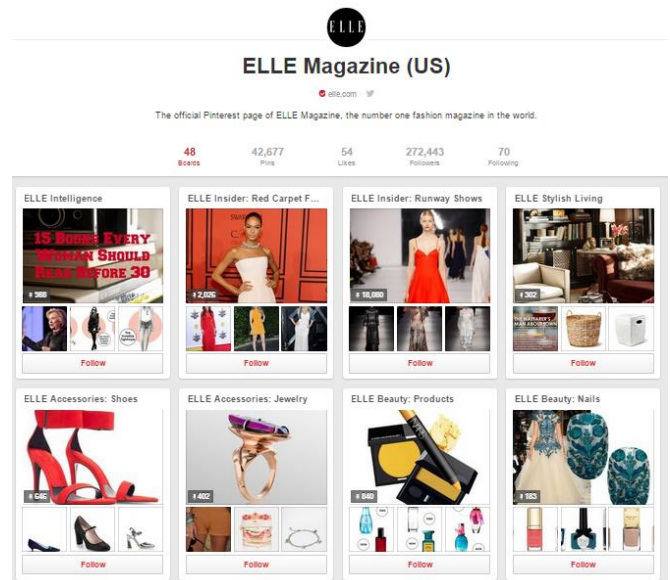 ELLE
ELLE Magazine (US)
elle.com
The official Pinterest page of ELLE Magazine, the number one fashion magazine in the world.
48 42,677 54 272,443 70
Boards Pins Likes Followers Following
ELLE Intelligence
ELLE Insider: Red Carpet F...
ELLE Insider: Runway Shows
ELLE Stylish Living
15 Books Every
Woman Should
Read Before 30
2,026
18,080
302
Follow
Follow
Follow
Follow
ELLE Accessories: Shoes
ELLE Accessories: Jewelry
ELLE Beauty: Products
ELLE Beauty: Nails
646
402
840
183
Follow
Follow
Follow
Follow